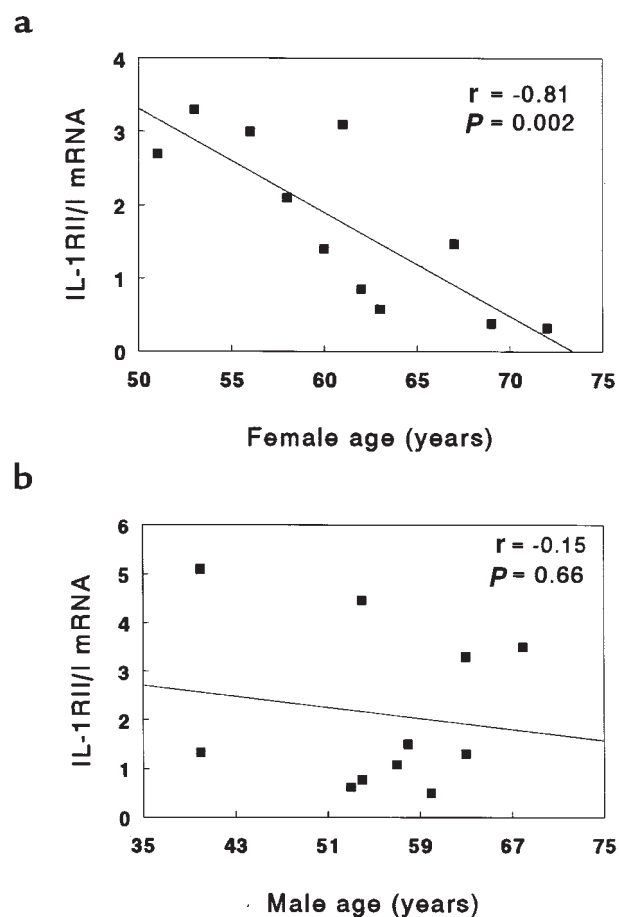 a
IL-1RII/I mRNA
4
3
2
1
0
r = -0.81
P = 0.002
50 55 60 65 70 75
Female age (years)
b
IL-1RII/I mRNA
6
5
4
3
2
1
0
r = -0.15
P = 0.66
35 43 51 59 67 75
Male age (years)